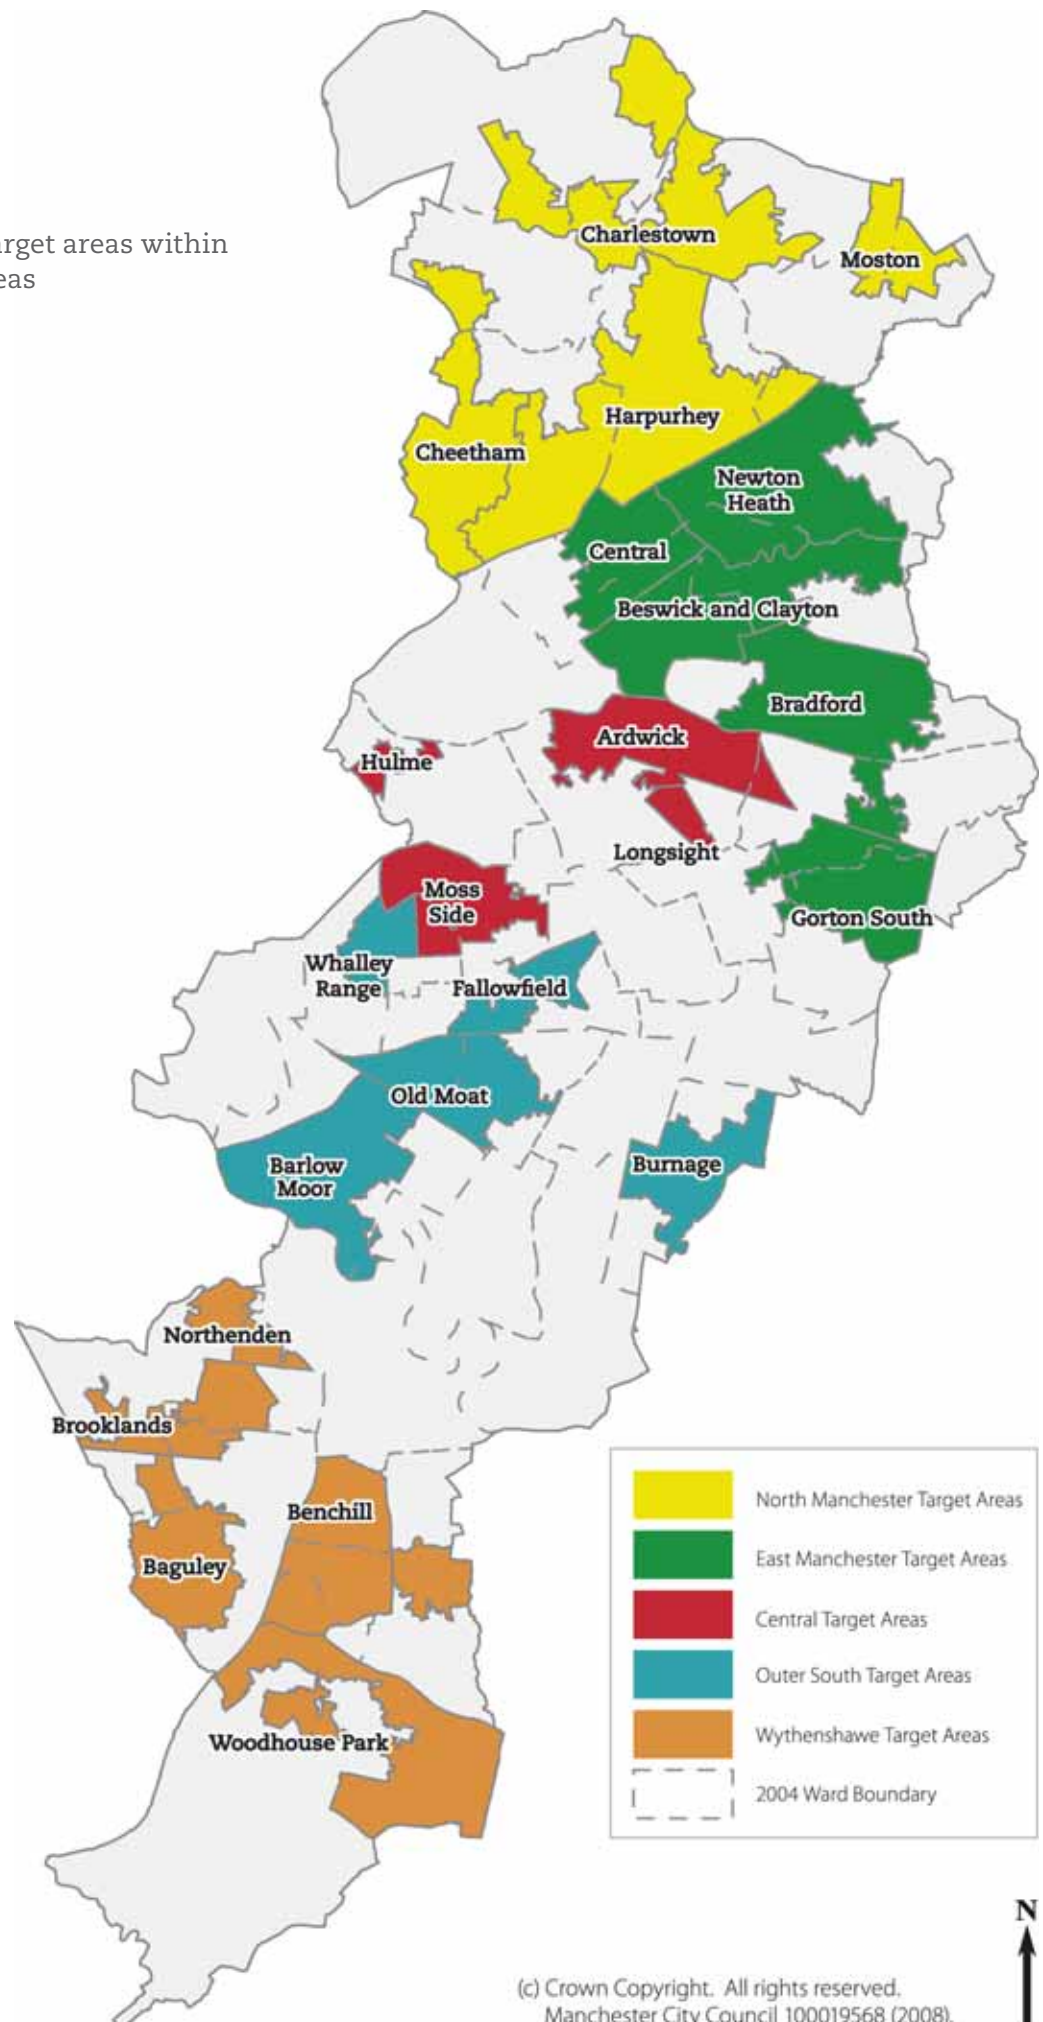 arget areas within
eas
Charlestown
Moston
Harpurhey
Cheetham
Newton
Heath
Central
Beswick and Clayton
Bradford
Ardwick
Hulme
Longsight
Moss
Side
Gorton South
Whalley
Range
Fallowfield
Old Moat
Barlow
Moor
Burnage
Northenden
Brooklands
Benchill
Baguley
Woodhouse Park
North Manchester Target Areas
East Manchester Target Areas
Central Target Areas
Outer South Target Areas
Wythenshawe Target Areas
2004 Ward Boundary
N
(c) Crown Copyright. All rights reserved.
Manchester City Council 100019568 (2008).